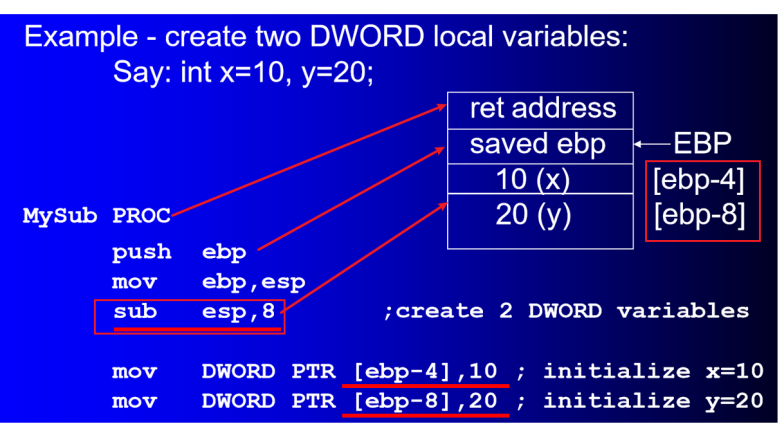 Example - create two DWORD local variables:
Say: int x=10, y=20;
ret address
saved ebp
EBP
10 (x)
[ebp-4]
20 (y)
[ebp-8]
MySub PROC
push ebp
mov ebp,esp
sub esp,8 ;create 2 DWORD variables
mov DWORD PTR [ebp-4],10 ; initialize x=10
mov DWORD PTR [ebp-8],20 ; initialize y=20